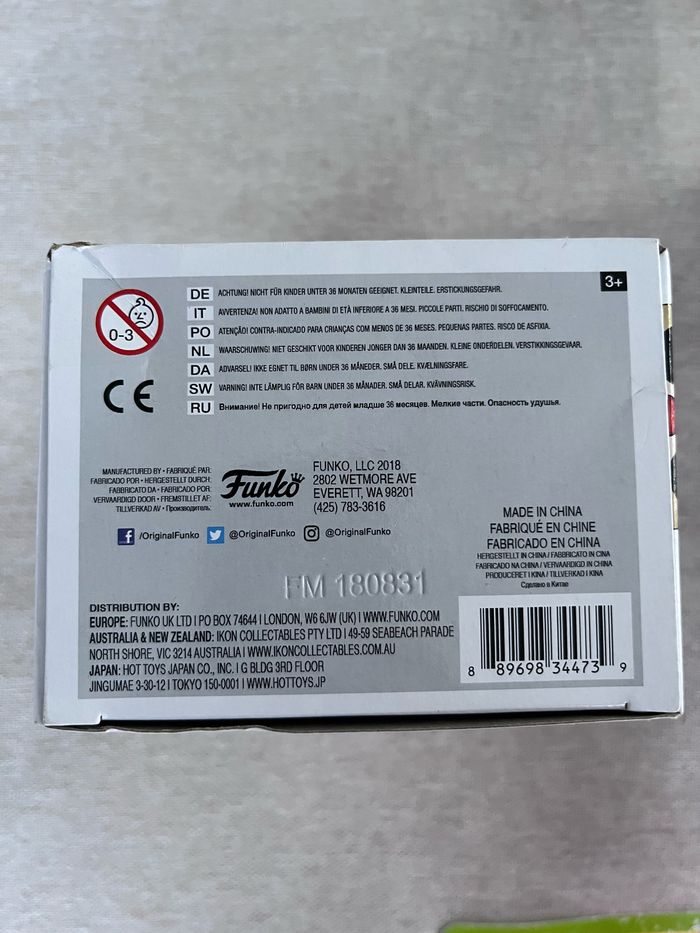 3+
0-3
DE ACHTUNG! NICHT FÜR KINDER UNTER 36 MONATEN GEEIGNET. KLEINTEILE. ERSTICKUNGSGEFAHR.
IT AVVERTENZA! NON ADATTO A BAMBINI DI ETÀ INFERIORE A 36 MESI. PICCOLE PARTI. RISCHIO DI SOFFOCAMENTO.
PO ATENÇÃO! CONTRA-INDICADO PARA CRIANÇAS COM MENOS DE 36 MESES. PEQUENAS PARTES. RISCO DE ASFIXIA.
NL WAARSCHUWING! NIET GESCHIKT VOOR KINDEREN JONGER DAN 36 MAANDEN. KLEINE ONDERDELEN. VERSTIKKINGSGEVAAR.
DA ADVARSEL! IKKE EGNET TIL BØRN UNDER 36 MÅNEDER. SMÅ DELE. KVÆLNINGSFARE.
SW VARNING! INTE LÄMPLIG FÖR BARN UNDER 36 MÅNADER. SMÅ DELAR. KVÄVNINGSRISK.
RU Внимание! Не пригодно для детей младше 36 месяцев. Мелкие части. Опасность удушья.
CE
MANUFACTURED BY • FABRIQUÉ PAR:
FABRICADO POR • HERGESTELLT DURCH:
FABBRICATO DA • FABRICADO POR:
VERVAARDIGD DOOR • FREMSTILLET AF:
TILLVERKAD AV • Производитель:
Funko
www.funko.com
FUNKO, LLC 2018
2802 WETMORE AVE
EVERETT, WA 98201
(425) 783-3616
/OriginalFunko @OriginalFunko @OriginalFunko
MADE IN CHINA
FABRIQUÉ EN CHINE
FABRICADO EN CHINA
HERGESTELLT IN CHINA / FABBRICATO IN CINA
FABRICADO NA CHINA / VERVAARDIGD IN CHINA
PRODUCERET I KINA / TILLVERKAD I KINA
Сделано в Китае
FM 180831
DISTRIBUTION BY:
EUROPE: FUNKO UK LTD I PO BOX 74644 I LONDON, W6 6JW (UK) I WWW.FUNKO.COM
AUSTRALIA & NEW ZEALAND: IKON COLLECTABLES PTY LTD I 49-59 SEABEACH PARADE
NORTH SHORE, VIC 3214 AUSTRALIA I WWW.IKONCOLLECTABLES.COM.AU
JAPAN: HOT TOYS JAPAN CO., INC. I G BLDG 3RD FLOOR
JINGUMAE 3-30-12 I TOKYO 150-0001 I WWW.HOTTOYS.JP
8 89698 34473 9